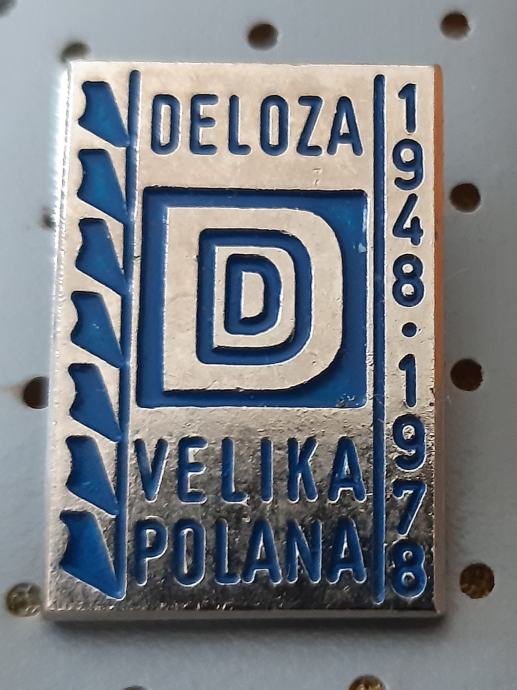 DELOZA
D
D
VELIKA
POLANA
1948·1978